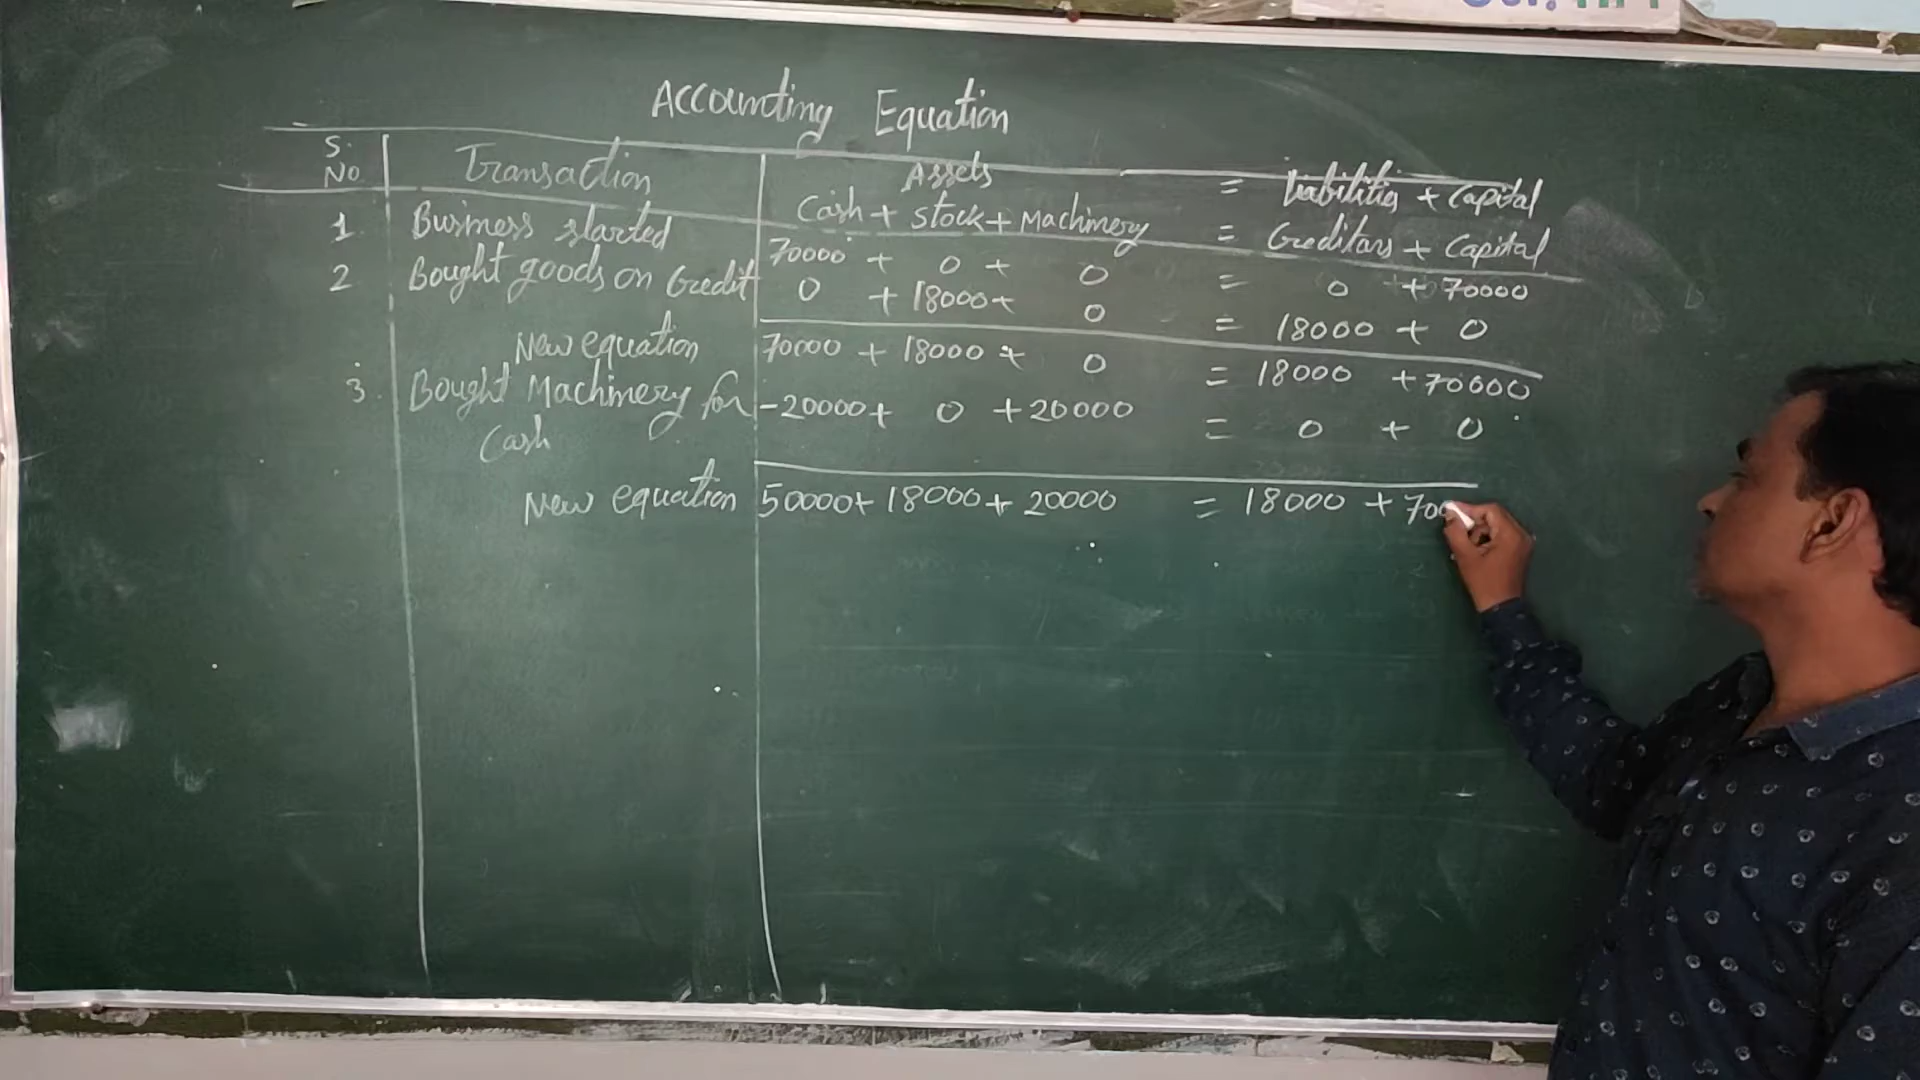 Accounting Equation
S. No Transaction Assets = Liabilities + Capital
Cash + Stock + Machinery = Creditors + Capital
1 Business started 70000 + 0 + 0 = 0 + 70000
2 Bought goods on Credit 0 + 18000 + 0 = 18000 + 0
New equation 70000 + 18000 + 0 = 18000 + 70000
3. Bought Machinery for -20000 + 0 + 20000 = 0 + 0
Cash
New equation 50000 + 18000 + 20000 = 18000 + 700